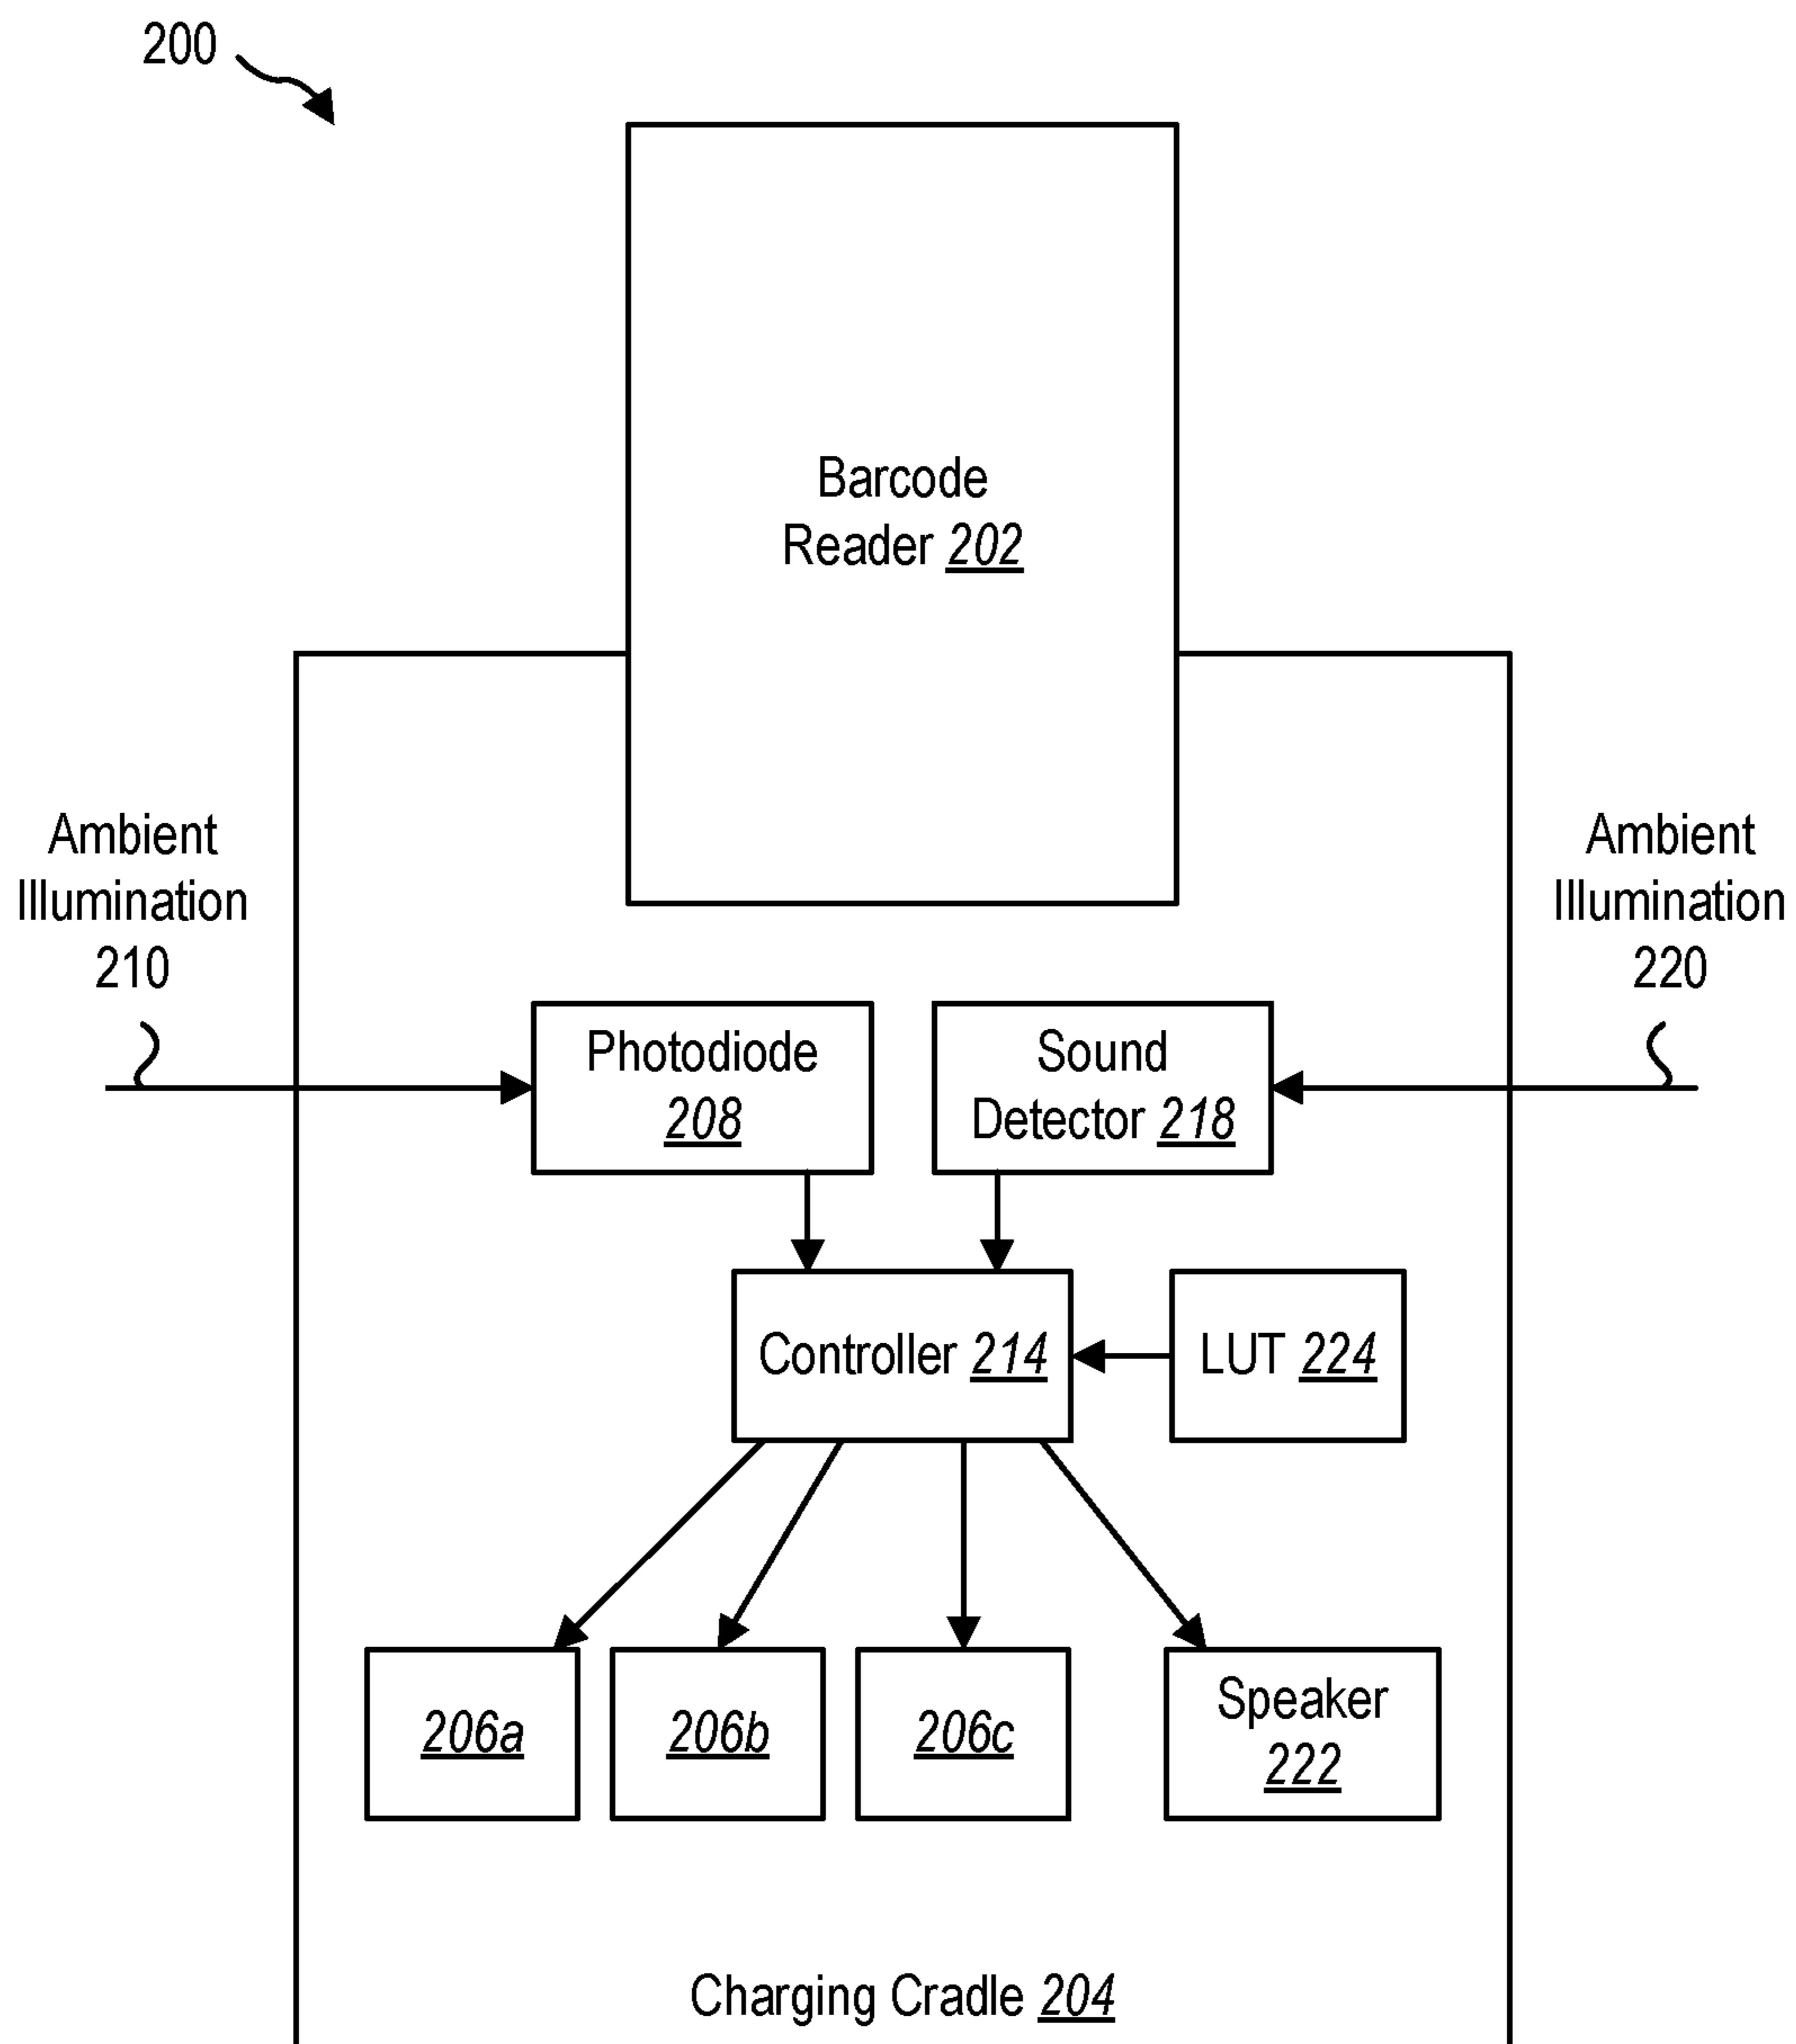 200
Barcode
Reader 202
Ambient
Illumination
210
Ambient
Illumination
220
Photodiode
208
Sound
Detector 218
Controller 214
LUT 224
206a
206b
206c
Speaker
222
Charging Cradle 204